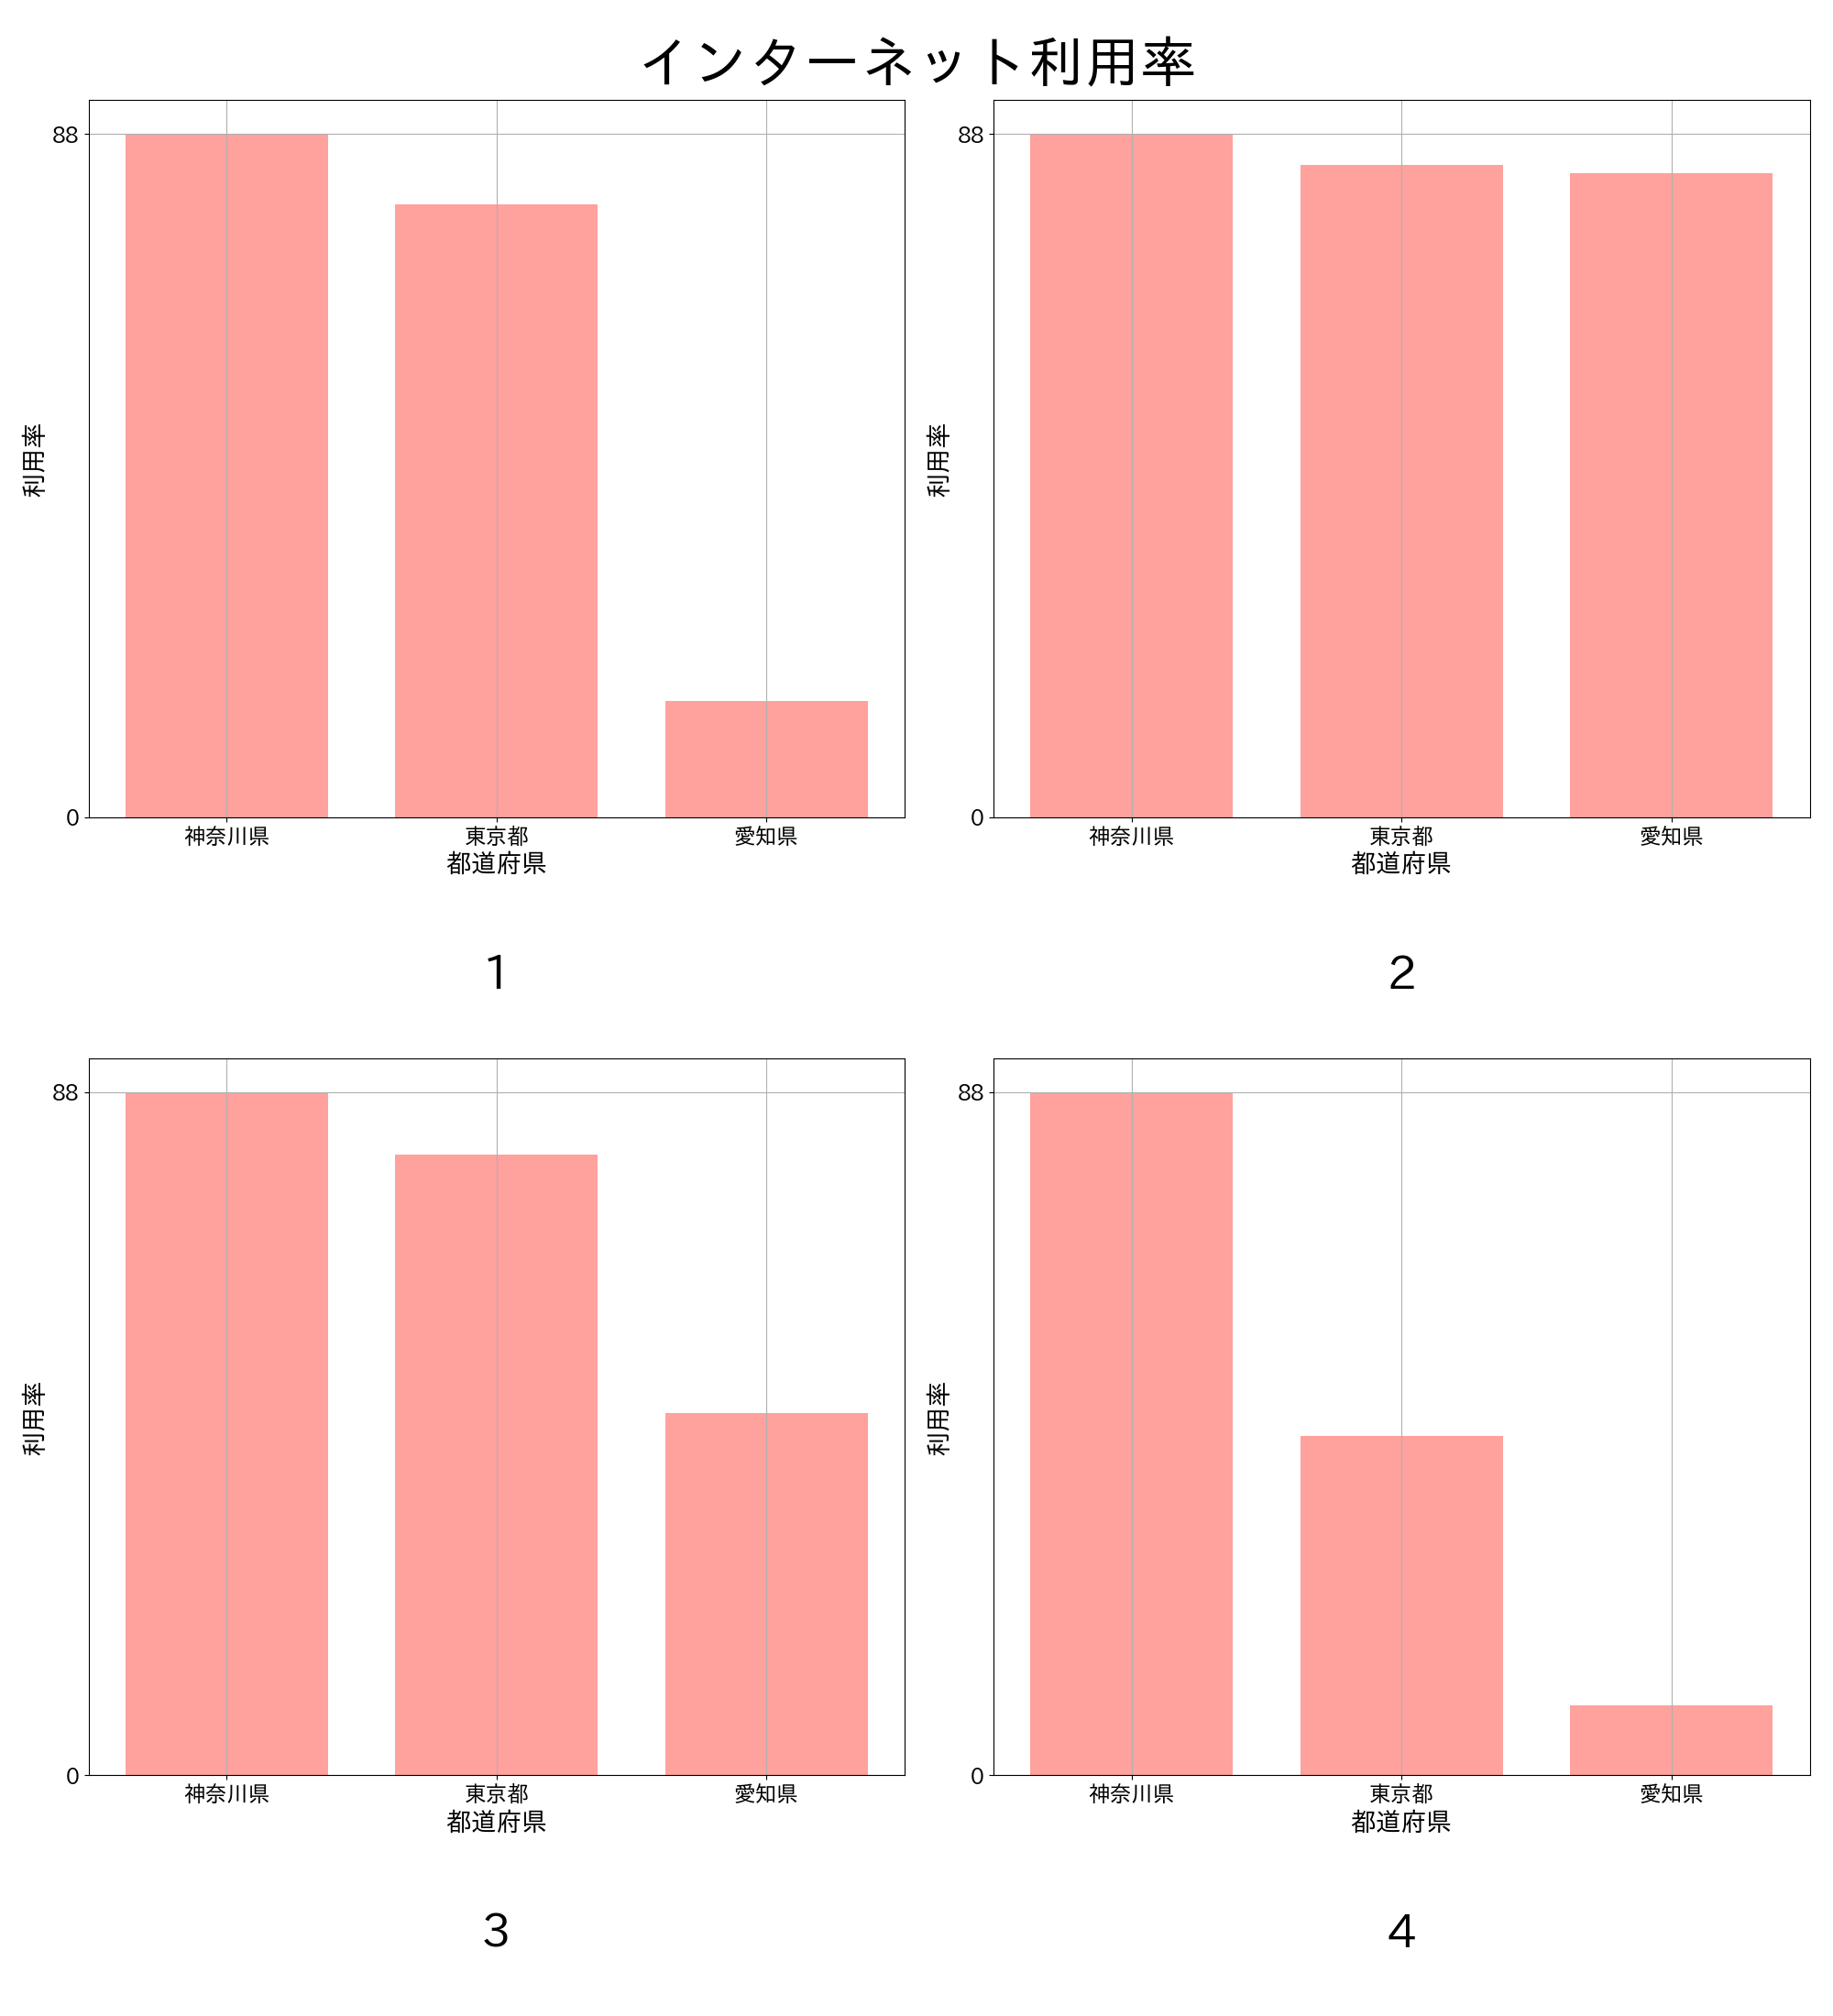 インターネット利用率
88
0
利用率
神奈川県 東京都 愛知県
都道府県
1
88
0
利用率
神奈川県 東京都 愛知県
都道府県
2
88
0
利用率
神奈川県 東京都 愛知県
都道府県
3
88
0
利用率
神奈川県 東京都 愛知県
都道府県
4